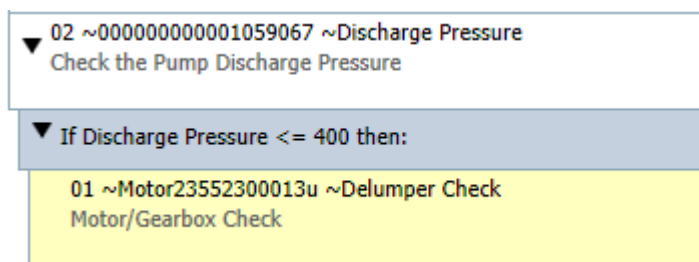 02 ~000000000001059067 ~Discharge Pressure
Check the Pump Discharge Pressure
If Discharge Pressure <= 400 then:
01 ~Motor23552300013u ~Delumper Check
Motor/Gearbox Check